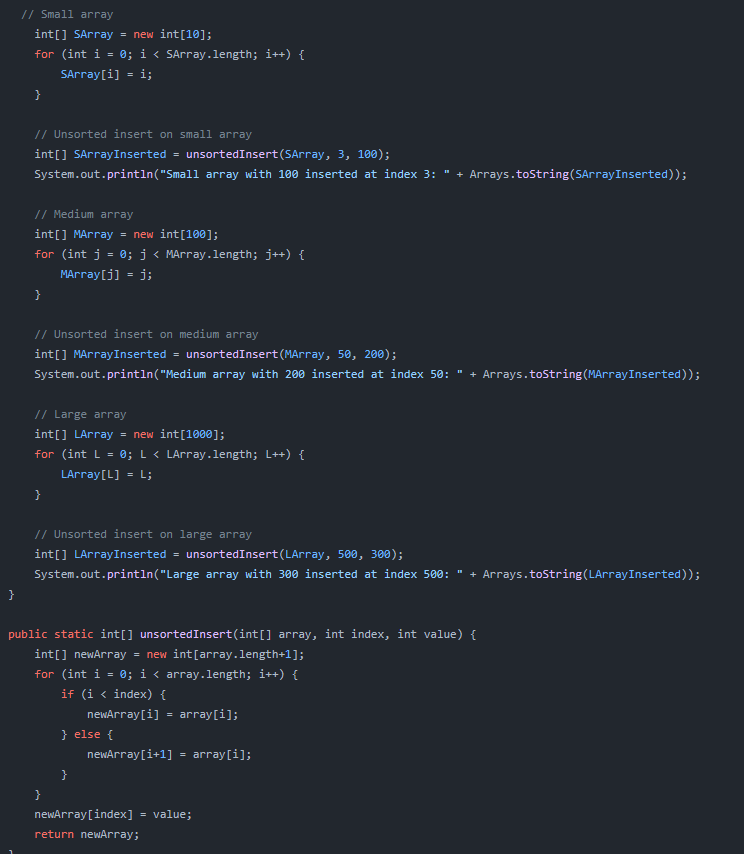 // Small array
int[] SArray = new int[10];
for (int i = 0; i < SArray.length; i++) {
SArray[i] = i;
}
// Unsorted insert on small array
int[] SArrayInserted = unsortedInsert(SArray, 3, 100);
System.out.println("Small array with 100 inserted at index 3: " + Arrays.toString(SArrayInserted));
// Medium array
int[] MArray = new int[100];
for (int j = 0; j < MArray.length; j++) {
MArray[j] = j;
}
// Unsorted insert on medium array
int[] MArrayInserted = unsortedInsert(MArray, 50, 200);
System.out.println("Medium array with 200 inserted at index 50: " + Arrays.toString(MArrayInserted));
// Large array
int[] LArray = new int[1000];
for (int L = 0; L < LArray.length; L++) {
LArray[L] = L;
}
// Unsorted insert on large array
int[] LArrayInserted = unsortedInsert(LArray, 500, 300);
System.out.println("Large array with 300 inserted at index 500: " + Arrays.toString(LArrayInserted));
}
public static int[] unsortedInsert(int[] array, int index, int value) {
int[] newArray = new int[array.length+1];
for (int i = 0; i < array.length; i++) {
if (i < index) {
newArray[i] = array[i];
} else {
newArray[i+1] = array[i];
}
}
newArray[index] = value;
return newArray;
}